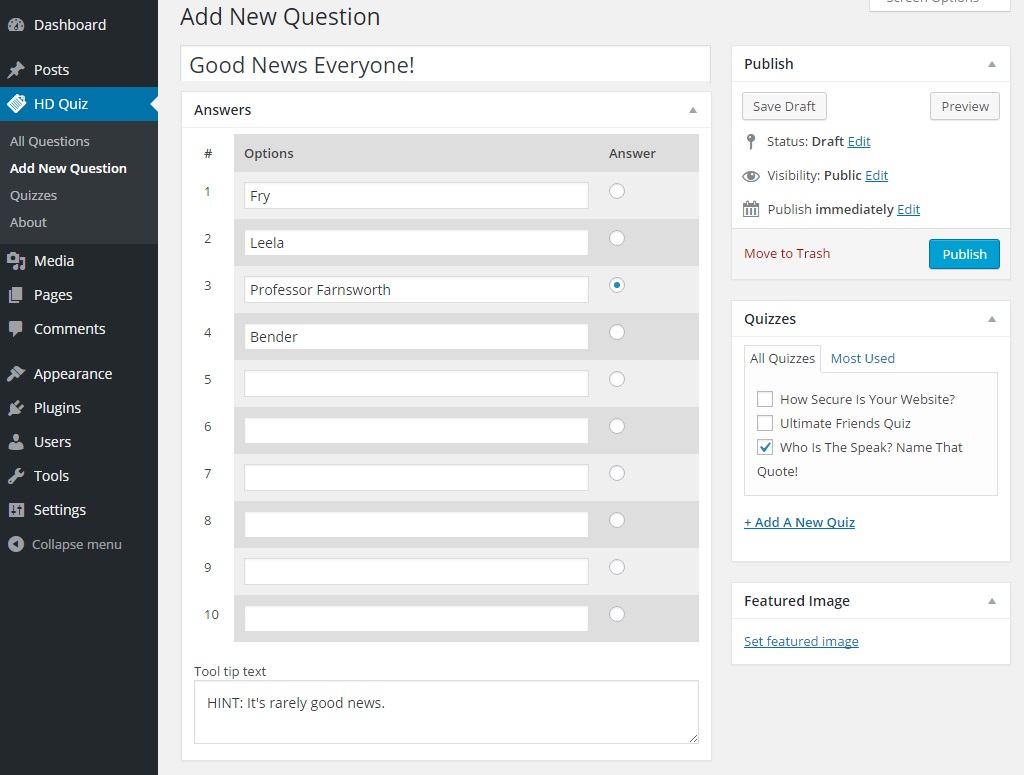 Dashboard
Posts
HD Quiz
All Questions
Add New Question
Quizzes
About
Media
Pages
Comments
Appearance
Plugins
Users
Tools
Settings
Collapse menu
Screen Options
Add New Question
Good News Everyone!
Answers
# Options Answer
1 Fry
2 Leela
3 Professor Farnsworth
4 Bender
5
6
7
8
9
10
Tool tip text
HINT: It's rarely good news.
Publish
Save Draft Preview
Status: Draft Edit
Visibility: Public Edit
Publish immediately Edit
Move to Trash Publish
Quizzes
All Quizzes Most Used
How Secure Is Your Website?
Ultimate Friends Quiz
Who Is The Speak? Name That
Quote!
+ Add A New Quiz
Featured Image
Set featured image